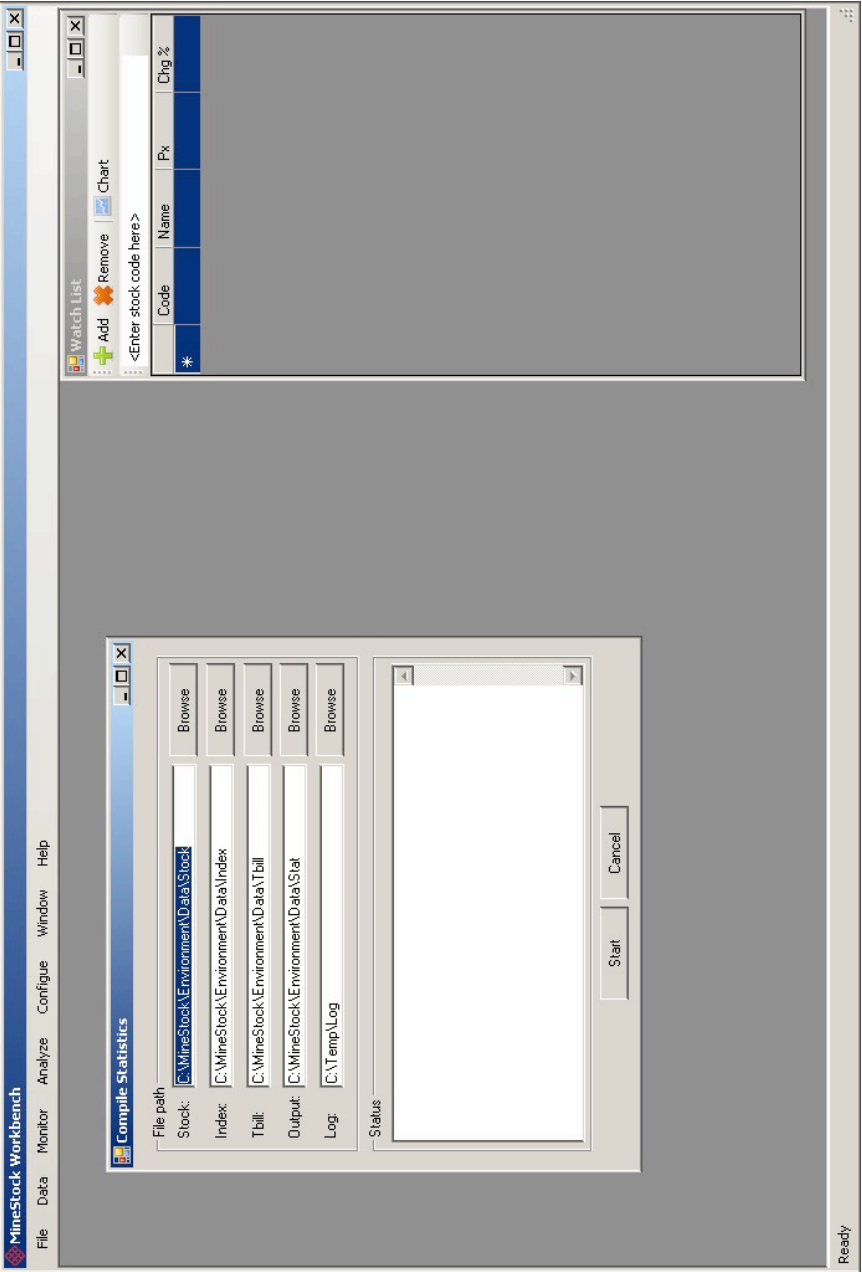 MineStock Workbench
File Data Monitor Analyze Configue Window Help
Compile Statistics
File path
Stock: C:\MineStock\Environment\Data\Stock Browse
Index: C:\MineStock\Environment\Data\Index Browse
Tbill: C:\MineStock\Environment\Data\Tbill Browse
Output: C:\MineStock\Environment\Data\Stat Browse
Log: C:\Temp\Log Browse
Status
Start Cancel
Watch List
Add Remove Chart
<Enter stock code here>
Code Name Px Chg %
*
Ready